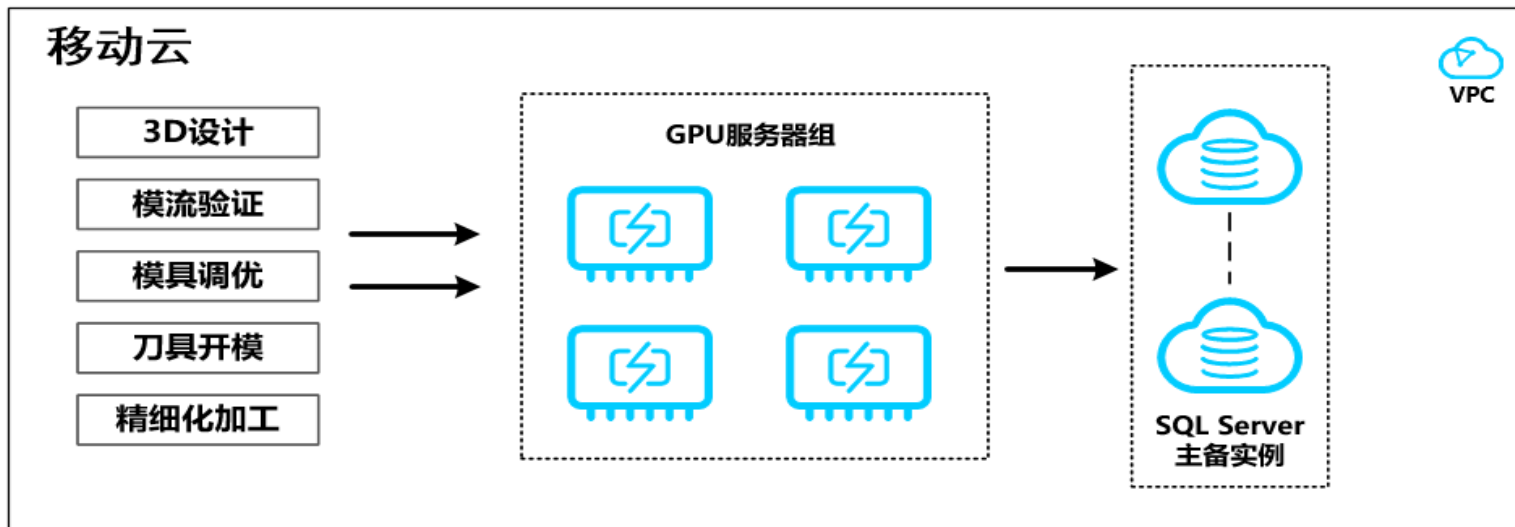 移动云
VPC
3D设计
模流验证
模具调优
刀具开模
精细化加工
GPU服务器组
SQL Server
主备实例